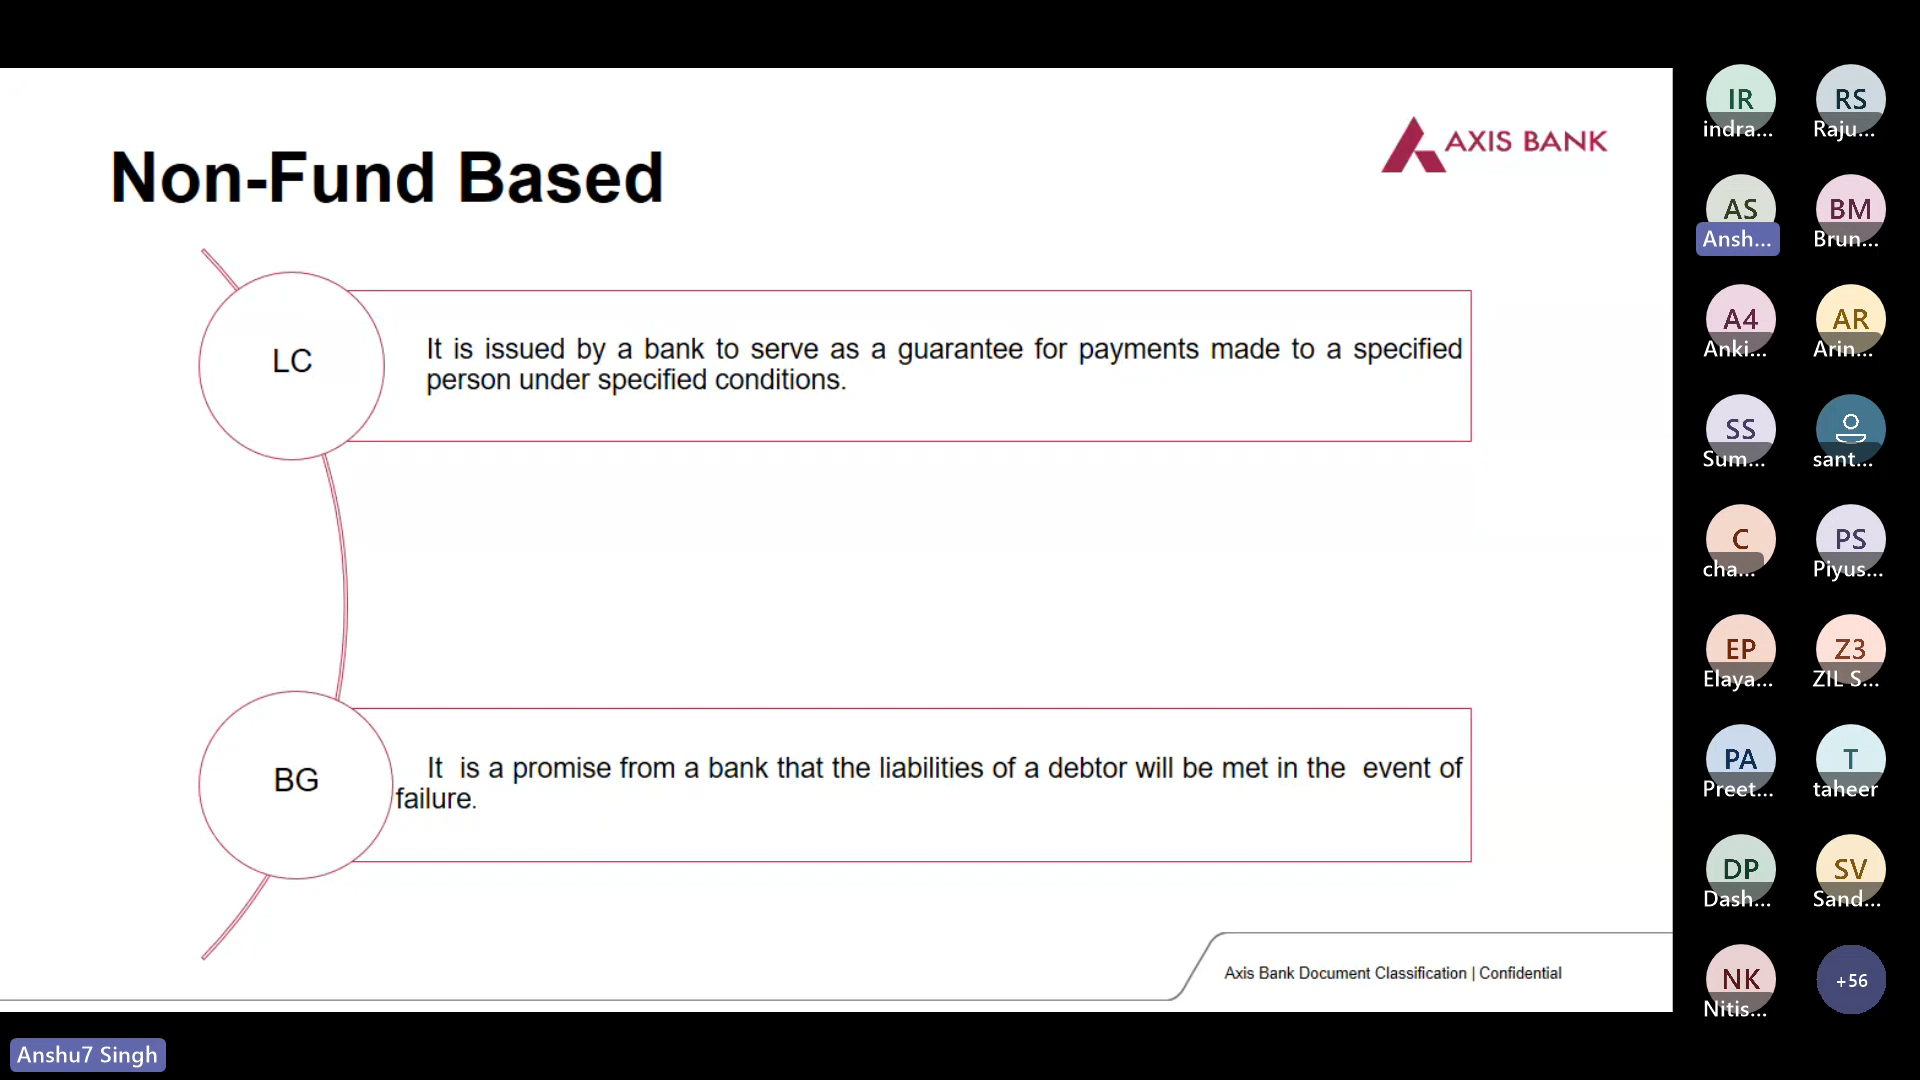 Non-Fund Based
AXIS BANK
LC
It is issued by a bank to serve as a guarantee for payments made to a specified
person under specified conditions.
BG
It is a promise from a bank that the liabilities of a debtor will be met in the event of
failure.
Axis Bank Document Classification | Confidential
Anshu7 Singh
IR
indra...
RS
Raju...
AS
Ansh...
BM
Brun...
A4
Anki...
AR
Arin...
SS
Sum...
sant...
C
cha...
PS
Piyus...
EP
Elaya...
Z3
ZIL S...
PA
Preet...
T
taheer
DP
Dash...
SV
Sand...
NK
Nitis...
+56